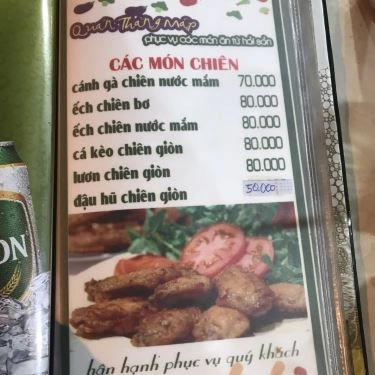 Quán Thắng Mập
phục vụ các món ăn từ hải sản
CÁC MÓN CHIÊN
cánh gà chiên nước mắm 70.000
ếch chiên bơ 80.000
ếch chiên nước mắm 80.000
cá kèo chiên giòn 80.000
lươn chiên giòn 80.000
đậu hũ chiên giòn 50.000
ON
hân hạnh phục vụ quý khách